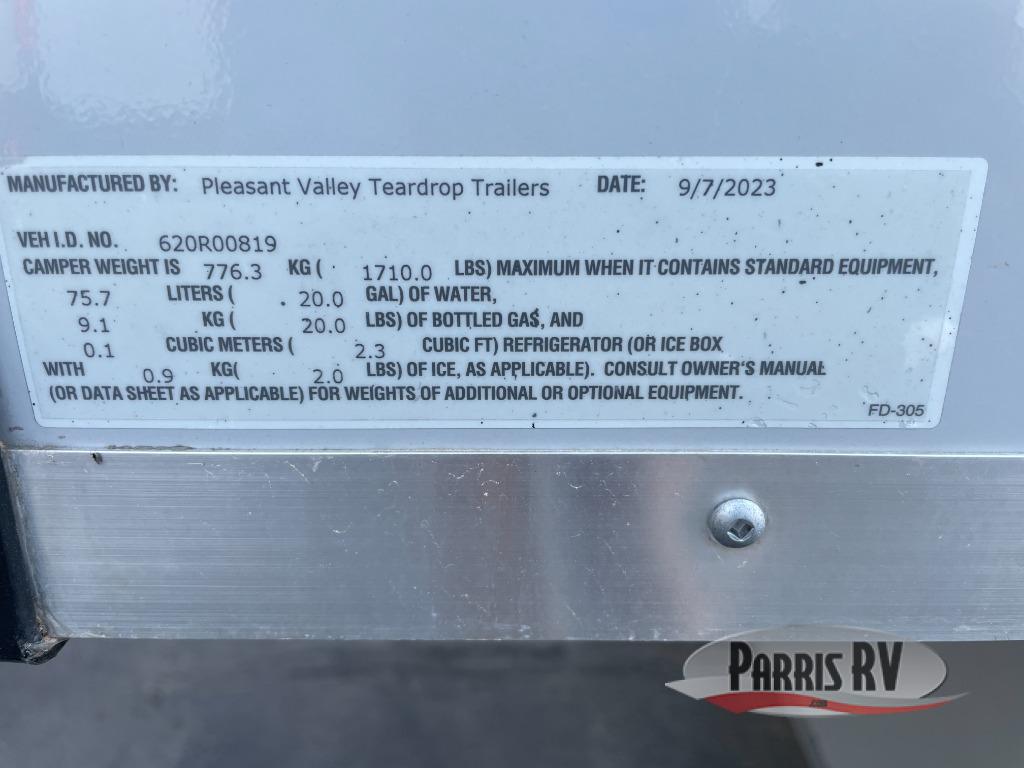 MANUFACTURED BY: Pleasant Valley Teardrop Trailers DATE: 9/7/2023
VEH I.D. NO. 620R00819
CAMPER WEIGHT IS 776.3 KG ( 1710.0 LBS) MAXIMUM WHEN IT CONTAINS STANDARD EQUIPMENT,
75.7 LITERS ( 20.0 GAL) OF WATER,
9.1 KG ( 20.0 LBS) OF BOTTLED GAS, AND
0.1 CUBIC METERS ( 2.3 CUBIC FT) REFRIGERATOR (OR ICE BOX
WITH 0.9 KG( 2.0 LBS) OF ICE, AS APPLICABLE). CONSULT OWNER'S MANUAL
(OR DATA SHEET AS APPLICABLE) FOR WEIGHTS OF ADDITIONAL OR OPTIONAL EQUIPMENT.
FD-305
PARRIS RV
.com